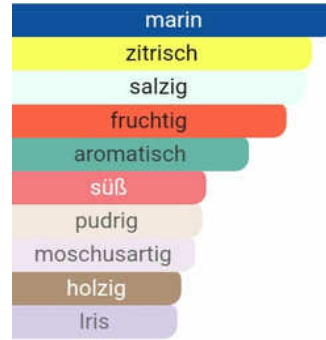 marin
zitrisch
salzig
fruchtig
aromatisch
süß
pudrig
moschusartig
holzig
Iris